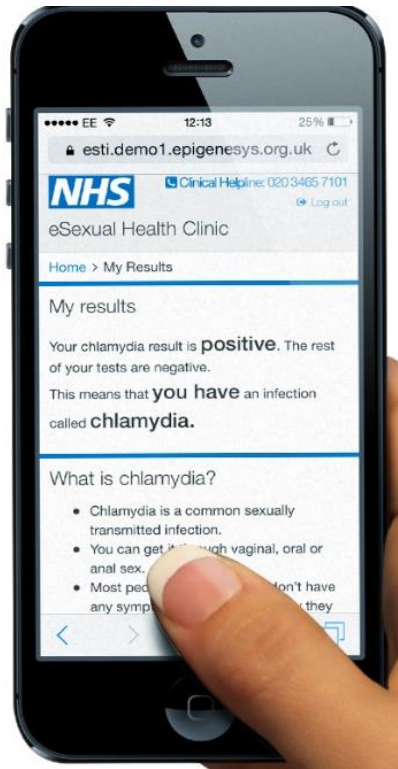 EE 12:13 25%
esti.demo1.epigenesys.org.uk
NHS
Clinical Helpline: 020 3465 7101
Log out
eSexual Health Clinic
Home > My Results
My results
Your chlamydia result is positive. The rest
of your tests are negative.
This means that you have an infection
called chlamydia.
What is chlamydia?
• Chlamydia is a common sexually
transmitted infection.
• You can get it through vaginal, oral or
anal sex.
• Most don't have
any they